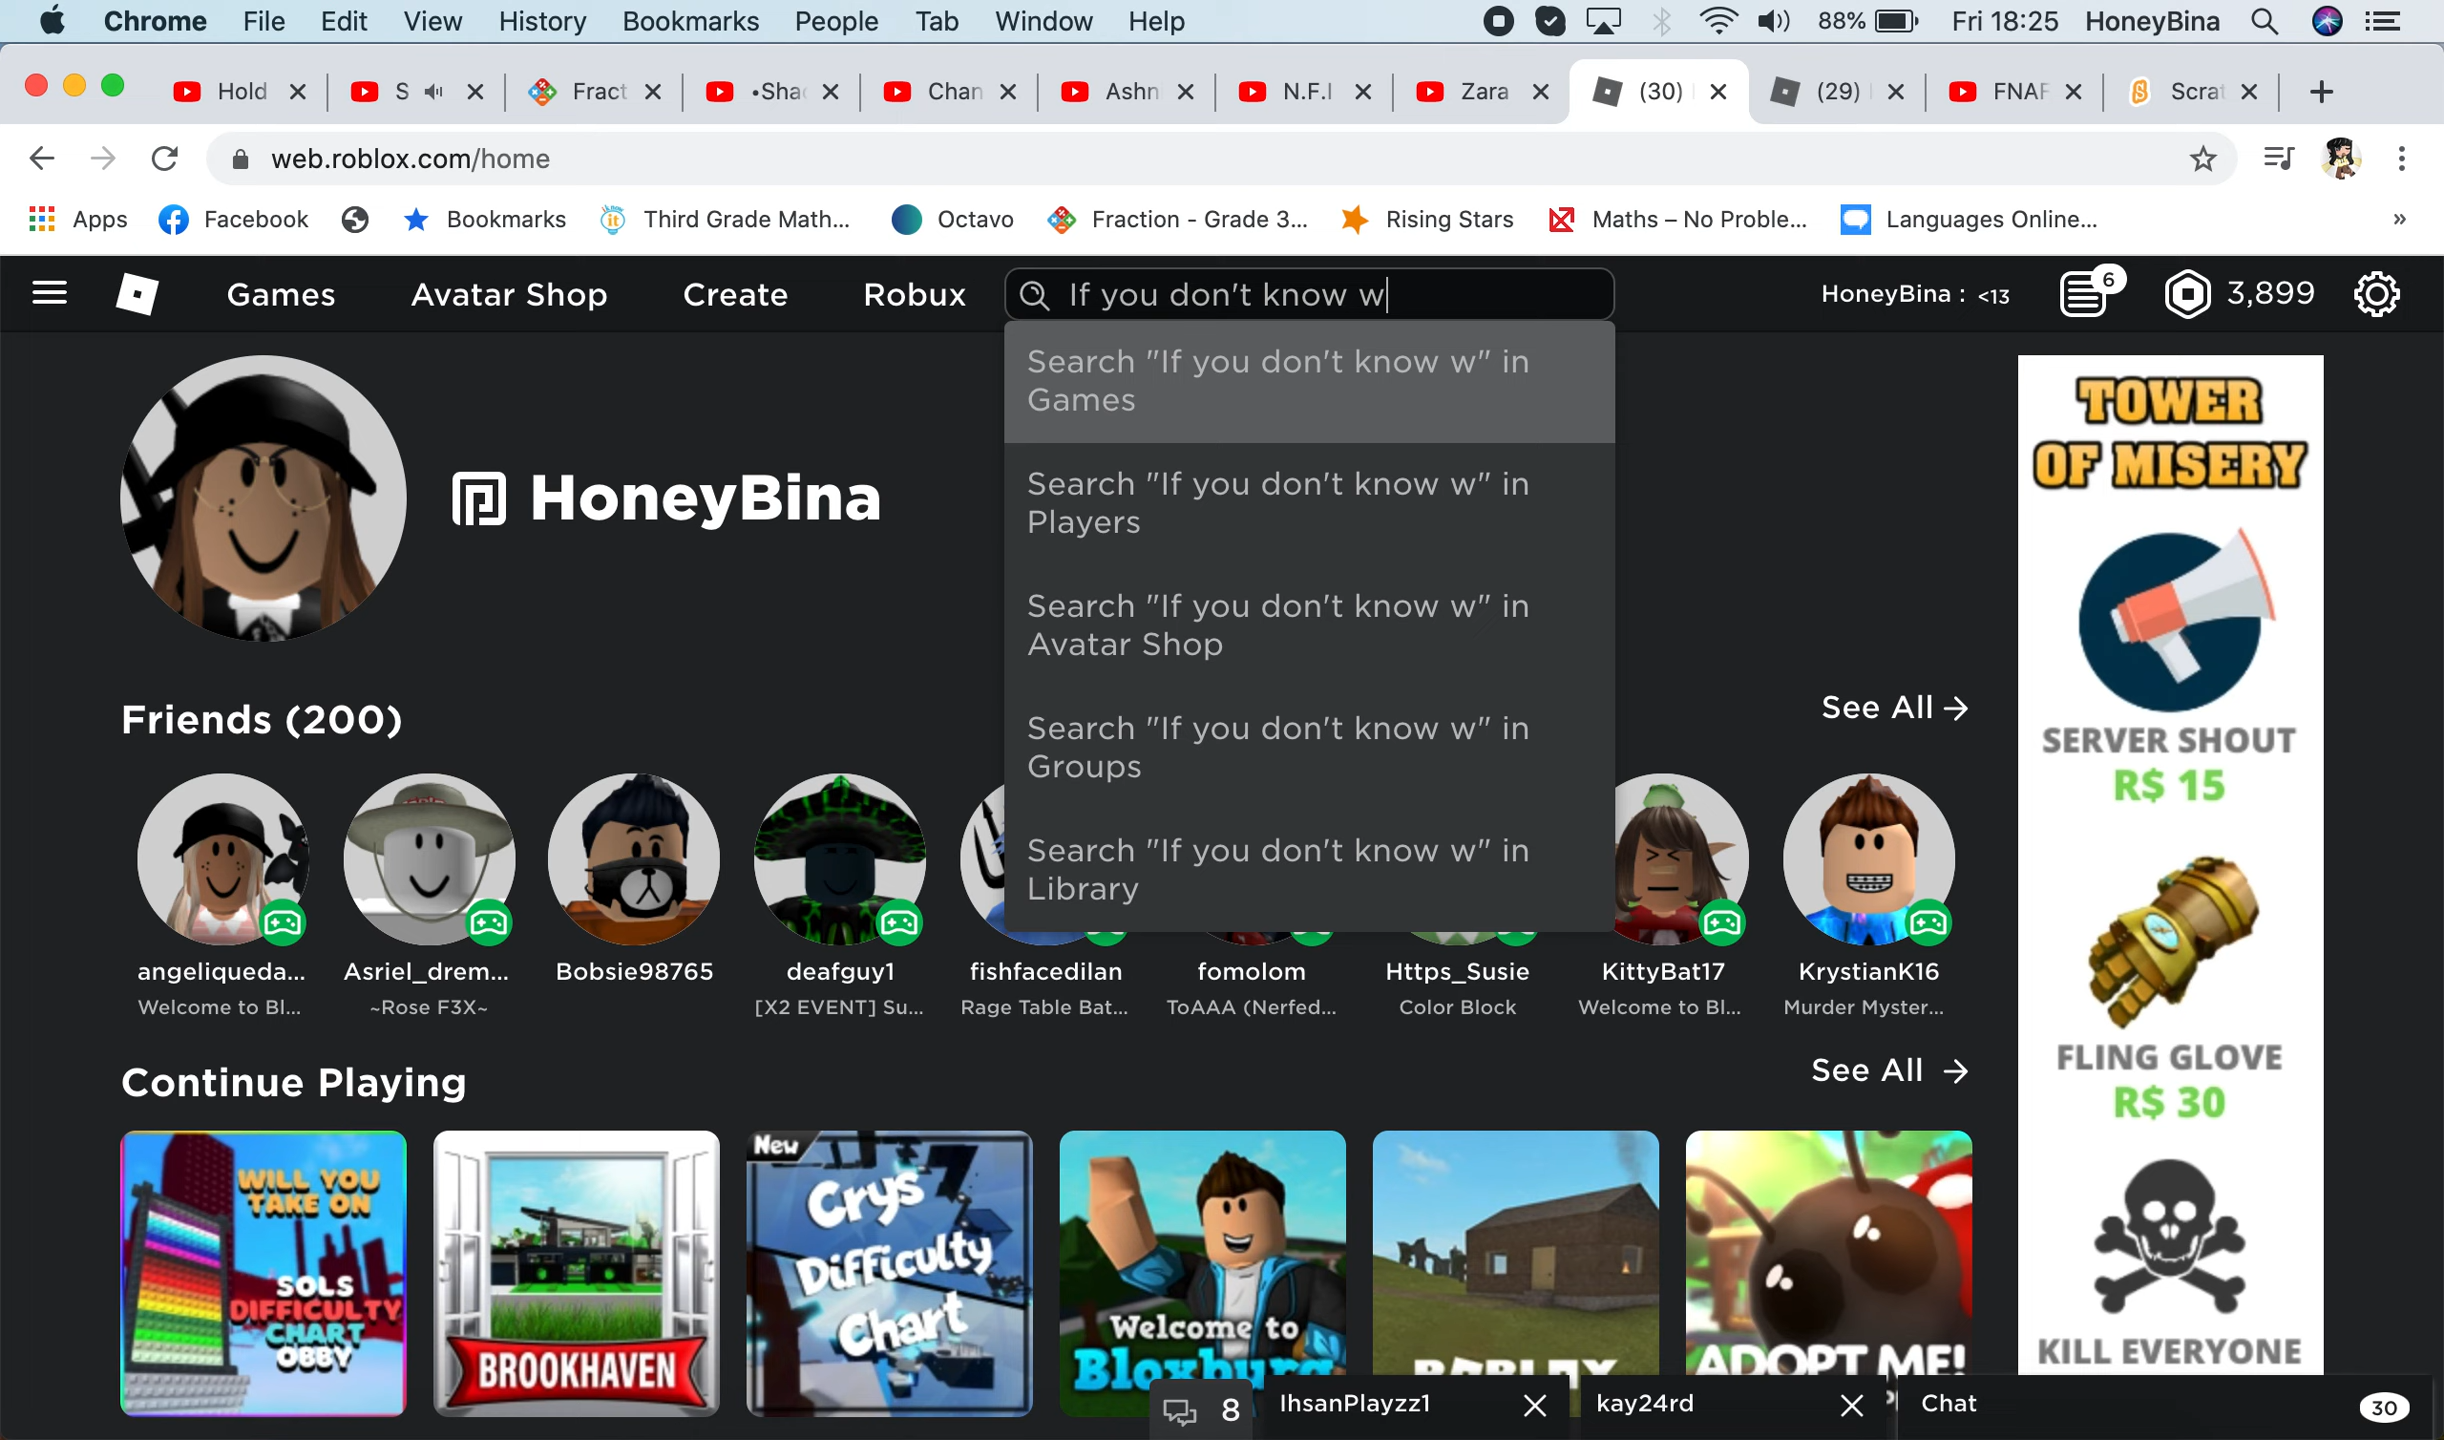 Chrome File Edit View History Bookmarks People Tab Window Help 88% Fri 18:25 HoneyBina
Hold S Fract •Shac Chan Ashn N.F.I Zara (30) (29) FNAF Scrat
web.roblox.com/home
Apps Facebook Bookmarks Third Grade Math... Octavo Fraction - Grade 3... Rising Stars Maths – No Proble... Languages Online... »
Games Avatar Shop Create Robux If you don't know w HoneyBina : <13 6 3,899
Search "If you don't know w" in
Games
Search "If you don't know w" in
Players
Search "If you don't know w" in
Avatar Shop
Search "If you don't know w" in
Groups
Search "If you don't know w" in
Library
HoneyBina
Friends (200) See All
angeliqueda... Asriel_drem... Bobsie98765 deafguy1 fishfacedilan fomolom Https_Susie KittyBat17 KrystianK16
Welcome to Bl... ~Rose F3X~ [X2 EVENT] Su... Rage Table Bat... ToAAA (Nerfed... Color Block Welcome to Bl... Murder Myster...
Continue Playing See All
WILL YOU
TAKE ON
SOLS
DIFFICULTY
CHART
OBBY
BROOKHAVEN
New
Crys
Difficulty
Chart
Welcome to
Bloxburg
ROBLOX
ADOPT ME!
TOWER
OF MISERY
SERVER SHOUT
R$ 15
FLING GLOVE
R$ 30
KILL EVERYONE
8 IhsanPlayzz1 kay24rd Chat 30